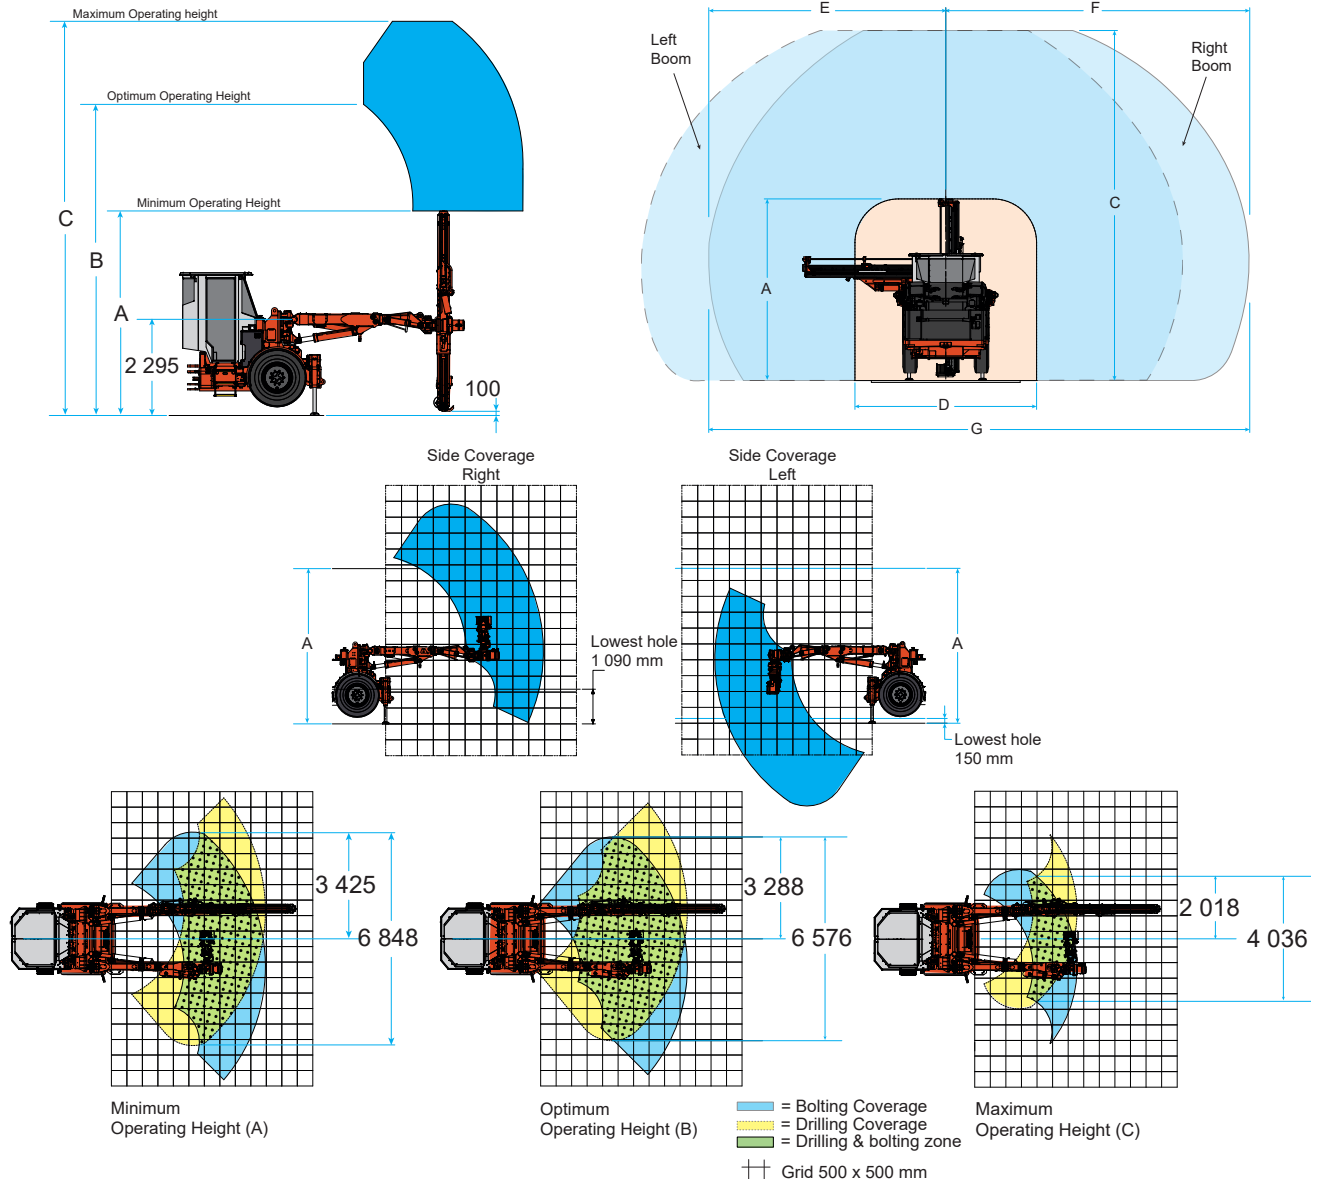 Maximum Operating height
Optimum Operating Height
Minimum Operating Height
C
B
A
2 295
100
E
F
Left
Boom
Right
Boom
C
A
D
G
Side Coverage
Right
Side Coverage
Left
A
Lowest hole
1 090 mm
A
Lowest hole
150 mm
3 425
6 848
3 288
6 576
2 018
4 036
Minimum
Operating Height (A)
Optimum
Operating Height (B)
= Bolting Coverage
= Drilling Coverage
= Drilling & bolting zone
Grid 500 x 500 mm
Maximum
Operating Height (C)